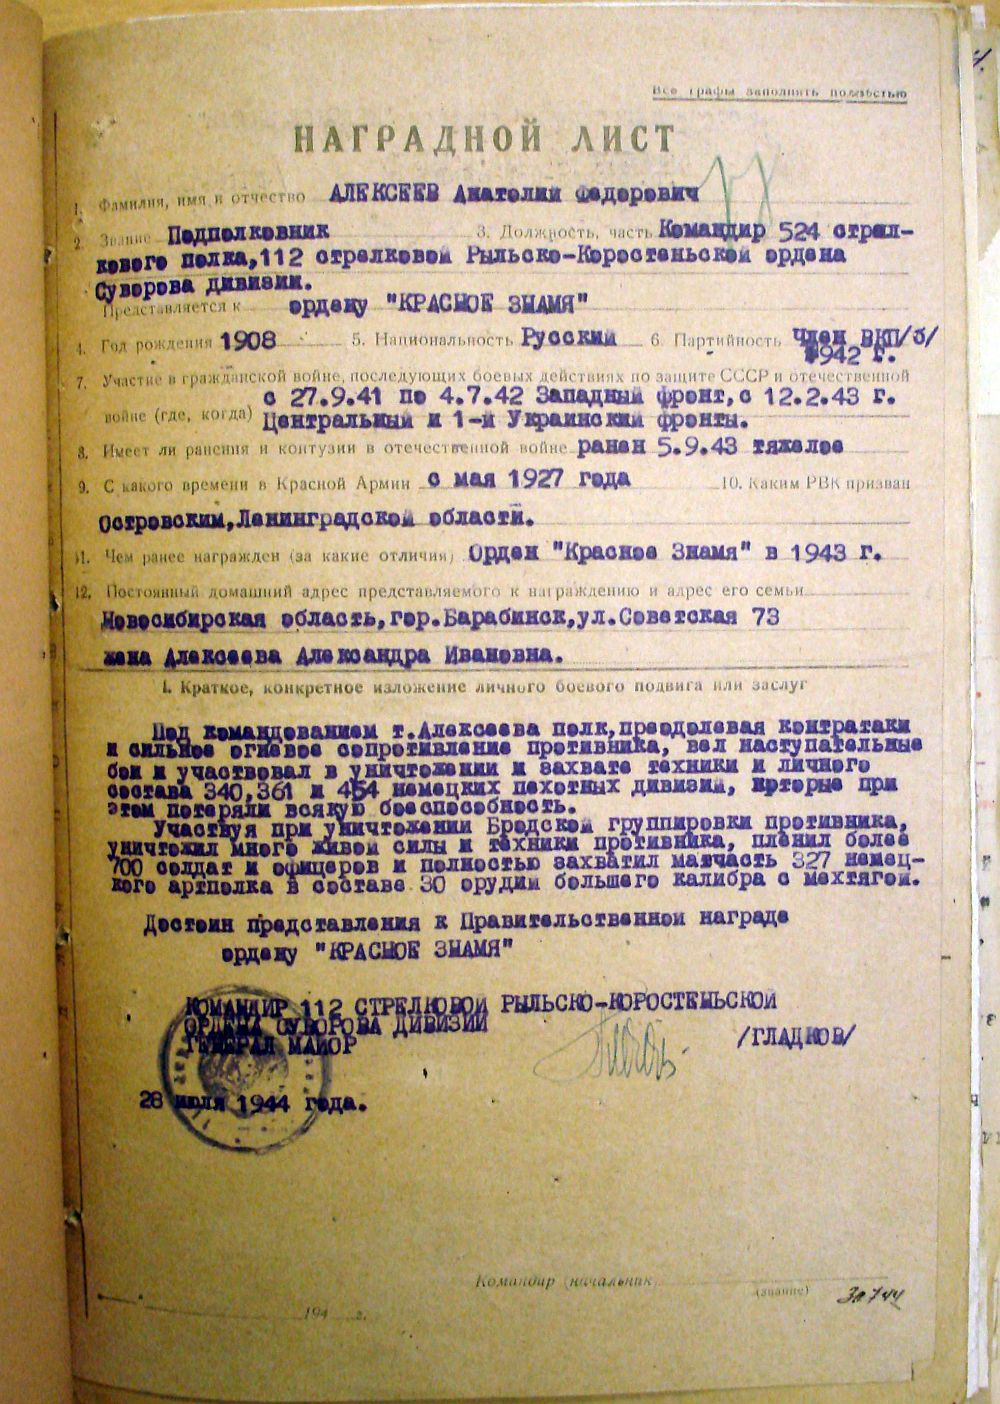 Все графы заполнять полностью
НАГРАДНОЙ ЛИСТ
1. Фамилия, имя и отчество АЛЕКСЕЕВ Анатолий Федорович
2. Звание Подполковник 3. Должность, часть Командир 524 стрел-
кового полка,112 стрелковой Рыльско-Коростеньской ордена
Суворова дивизии.
Представляется к ордену "КРАСНОЕ ЗНАМЯ"
4. Год рождения 1908 5. Национальность Русский 6. Партийность Член ВКП/б/
1942 г.
7. Участие в гражданской войне, последующих боевых действиях по защите СССР и отечественной
войне (где, когда) с 27.9.41 по 4.7.42 Западный фронт, с 12.2.43 г.
Центральный и 1-й Украинский фронты.
8. Имеет ли ранения и контузии в отечественной войне ранен 5.9.43 тяжелое
9. С какого времени в Красной Армии с мая 1927 года 10. Каким РВК призван
Островским,Ленинградской области.
11. Чем ранее награжден (за какие отличия) Орден "Красное Знамя" в 1943 г.
12. Постоянный домашний адрес представляемого к награждению и адрес его семьи
Новосибирская область,гор.Барабинск,ул.Советская 73
жена Алексеева Александра Ивановна.
I. Краткое, конкретное изложение личного боевого подвига или заслуг
Под командованием т.Алексеева полк,преодолевая контратаки
и сильное огневое сопротивление противника, вел наступательные
бои и участвовал в уничтожении и захвате техники и личного
состава 340,361 и 454 немецких пехотных дивизий, которые при
этом потеряли всякую боеспособность.
Участвуя при уничтожении Бродской группировки противника,
уничтожил много живой силы и техники противника, пленил более
700 солдат и офицеров и полностью захватил матчасть 327 немец-
кого артполка в составе 30 орудий большего калибра с мехтягой.
Достоин представления к Правительственной награде
ордену "КРАСНОЕ ЗНАМЯ"
КОМАНДИР 112 СТРЕЛКОВОЙ РЫЛЬСКО-КОРОСТЕНЬСКОЙ
ОРДЕНА СУВОРОВА ДИВИЗИИ
ГЕНЕРАЛ МАЙОР /ГЛАДКОВ/
28 июля 1944 года.
Командир (начальник)
(звание)
194 г.